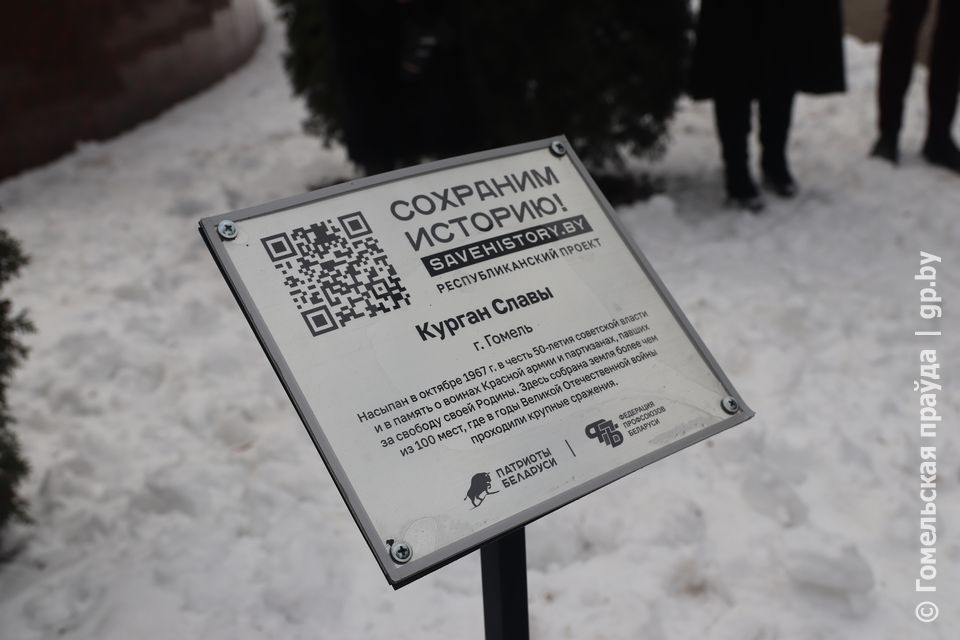 СОХРАНИМ
ИСТОРИЮ!
SAVEHISTORY.BY
РЕСПУБЛИКАНСКИЙ ПРОЕКТ
Курган Славы
г. Гомель
Насыпан в октябре 1967 г. в честь 50-летия советской власти
и в память о воинах Красной армии и партизанах, павших
за свободу своей Родины. Здесь собрана земля более чем
из 100 мест, где в годы Великой Отечественной войны
проходили крупные сражения.
ПАТРИОТЫ
БЕЛАРУСИ
ФПБ
ФЕДЕРАЦИЯ
ПРОФСОЮЗОВ
БЕЛАРУСИ
© Гомельская праўда | gp.by